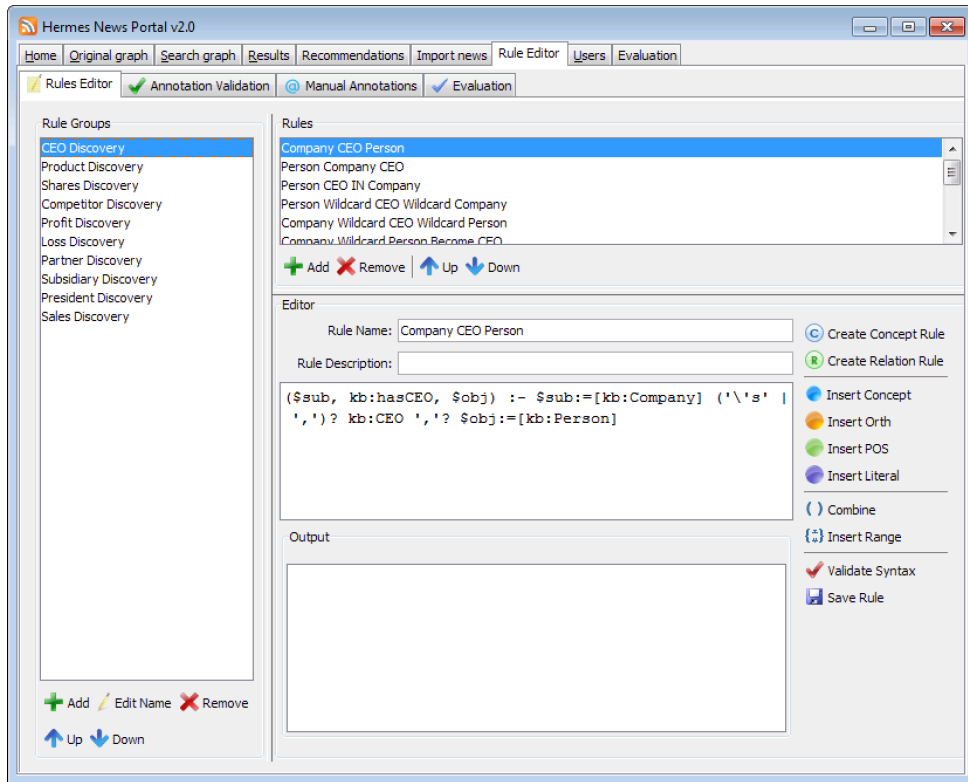 Hermes News Portal v2.0
Home Original graph Search graph Results Recommendations Import news Rule Editor Users Evaluation
Rules Editor Annotation Validation @ Manual Annotations Evaluation
Rule Groups
CEO Discovery
Product Discovery
Shares Discovery
Competitor Discovery
Profit Discovery
Loss Discovery
Partner Discovery
Subsidiary Discovery
President Discovery
Sales Discovery
Add Edit Name Remove
Up Down
Rules
Company CEO Person
Person Company CEO
Person CEO IN Company
Person Wildcard CEO Wildcard Company
Company Wildcard CEO Wildcard Person
Company Wildcard Person Become CEO
Add Remove Up Down
Editor
Rule Name: Company CEO Person
Rule Description:
($sub, kb:hasCEO, $obj) :- $sub:=[kb:Company] ('\'s' |
',')? kb:CEO ','? $obj:=[kb:Person]
Output
C Create Concept Rule
R Create Relation Rule
Insert Concept
Insert Orth
Insert POS
Insert Literal
( ) Combine
Insert Range
Validate Syntax
Save Rule